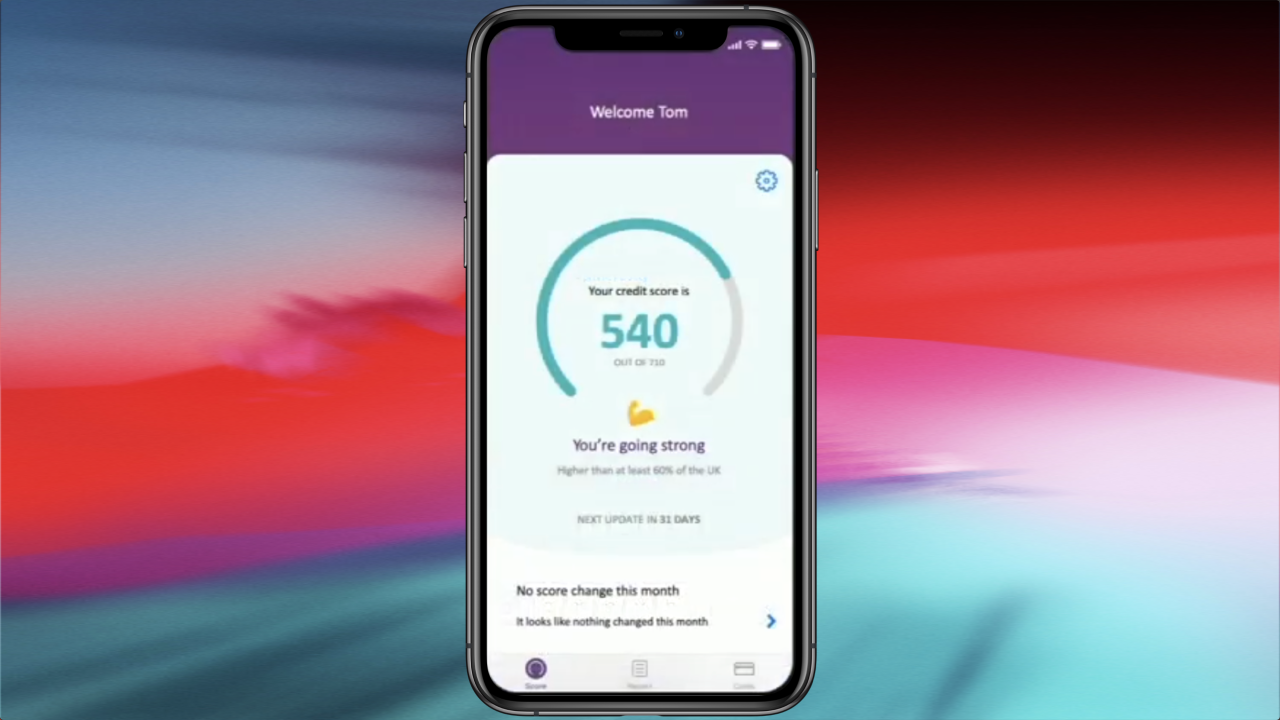 Welcome Tom
Your credit score is
540
OUT OF 710
You're going strong
Higher than at least 60% of the UK
NEXT UPDATE IN 31 DAYS
No score change this month
It looks like nothing changed this month
Score